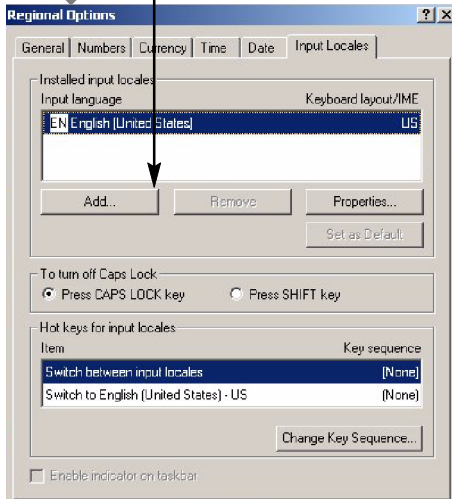 Regional Options
General Numbers Currency Time Date Input Locales
Installed input locales
Input language Keyboard layout/IME
EN English (United States) US
Add... Remove Properties...
Set as Default
To turn off Caps Lock
Press CAPS LOCK key Press SHIFT key
Hot keys for input locales
Item Key sequence
Switch between input locales (None)
Switch to English (United States) - US (None)
Change Key Sequence...
Enable indicator on taskbar